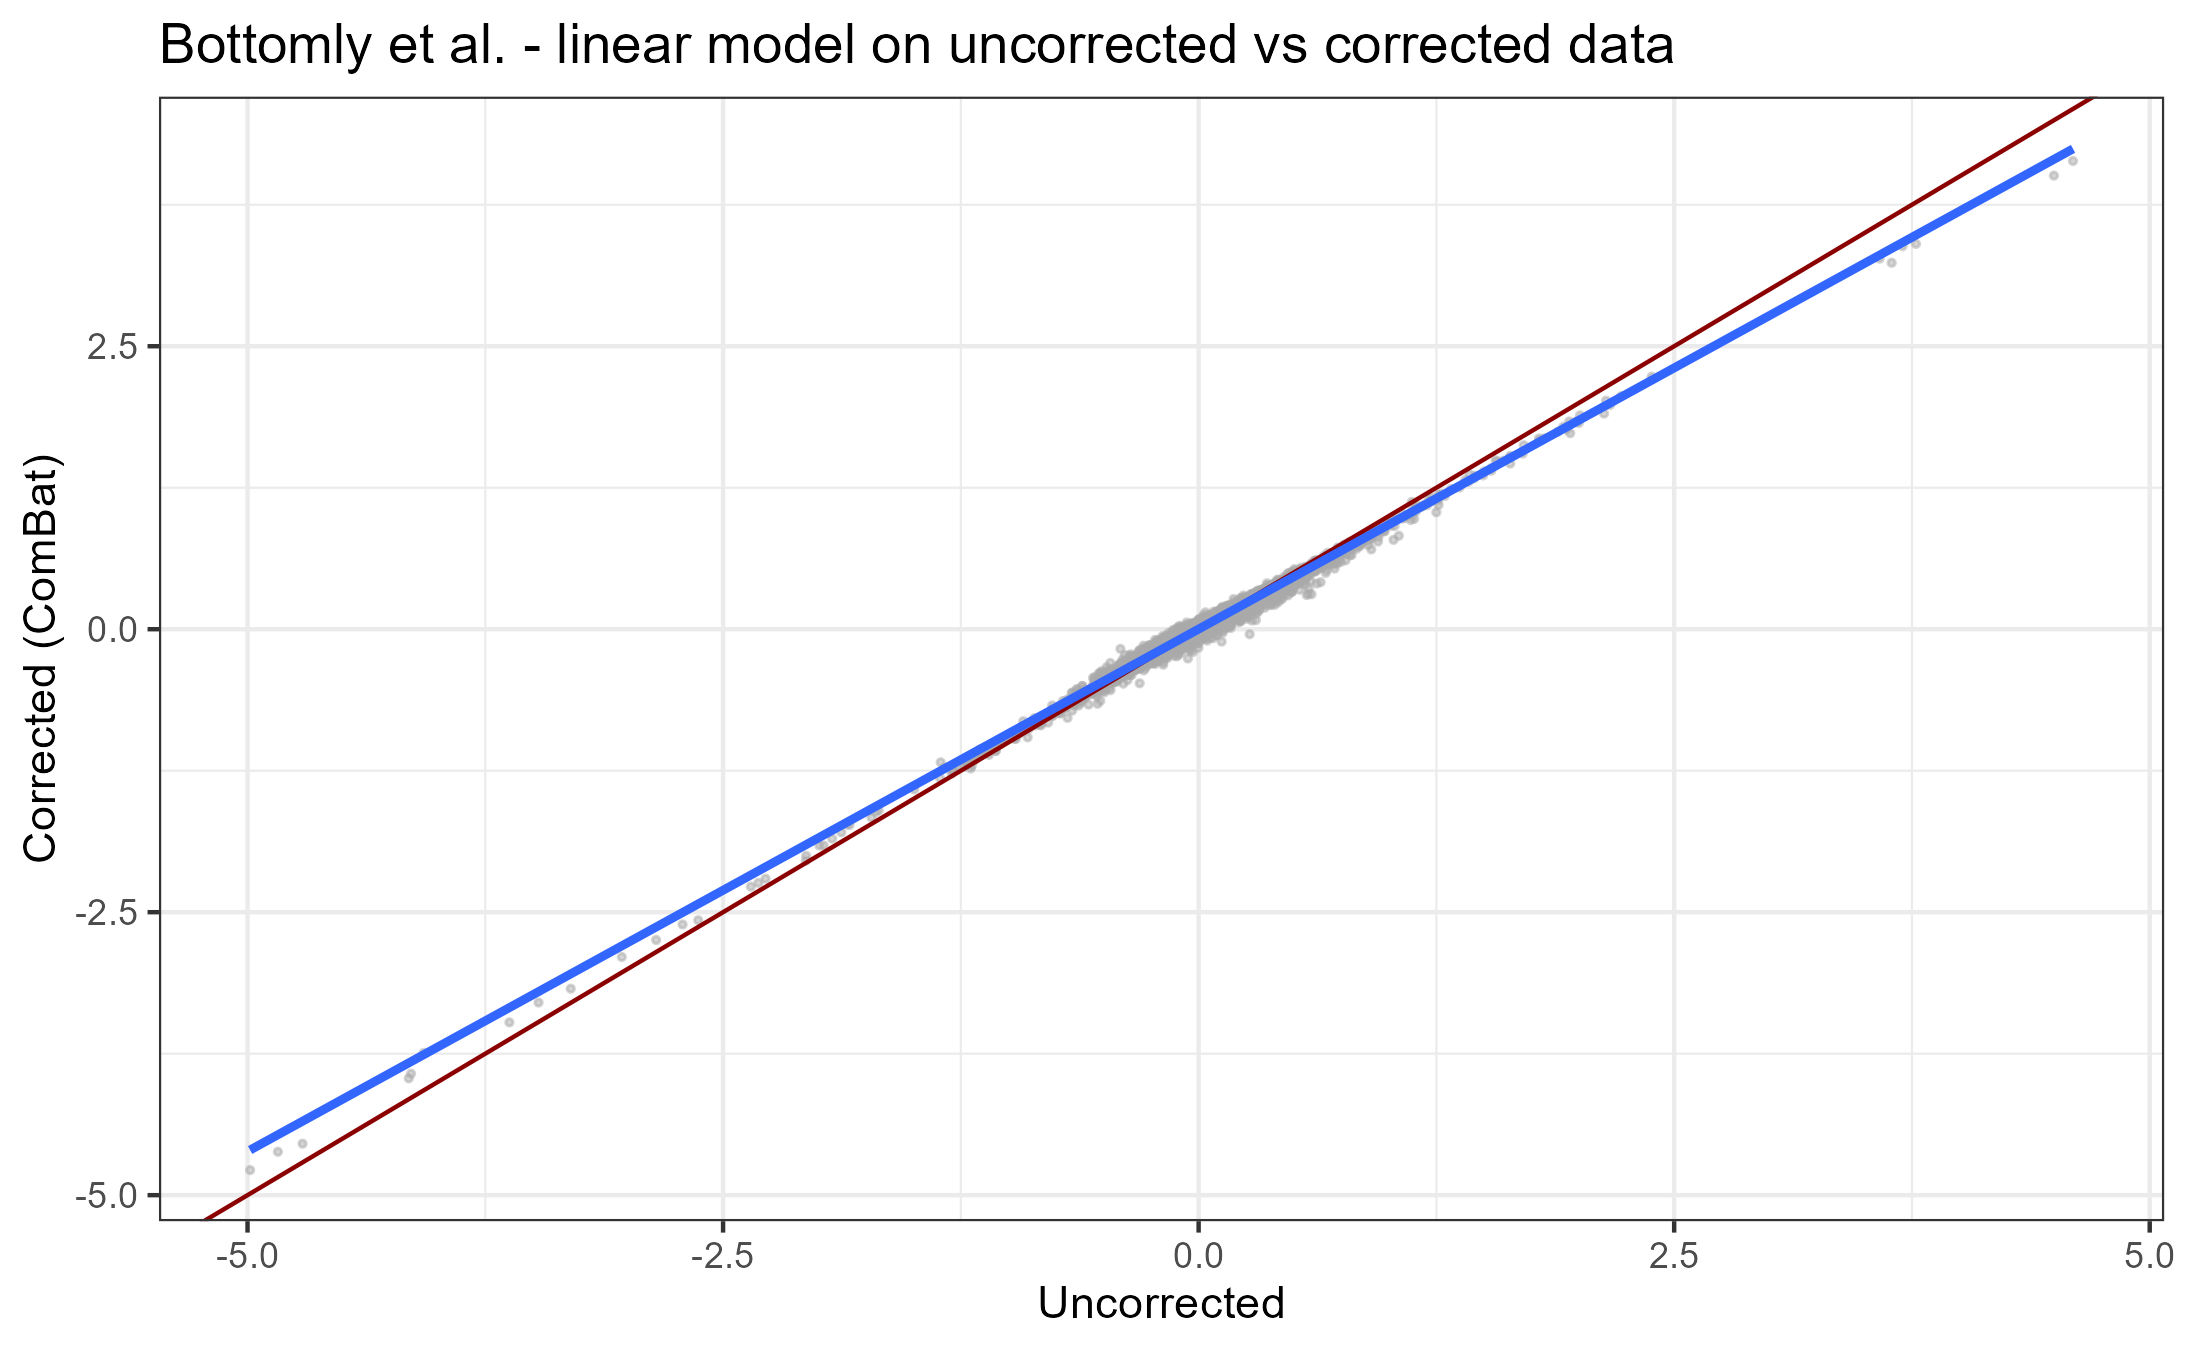 Bottomly et al. - linear model on uncorrected vs corrected data
Corrected (ComBat)
2.5
0.0
-2.5
-5.0
-5.0 -2.5 0.0 2.5 5.0
Uncorrected